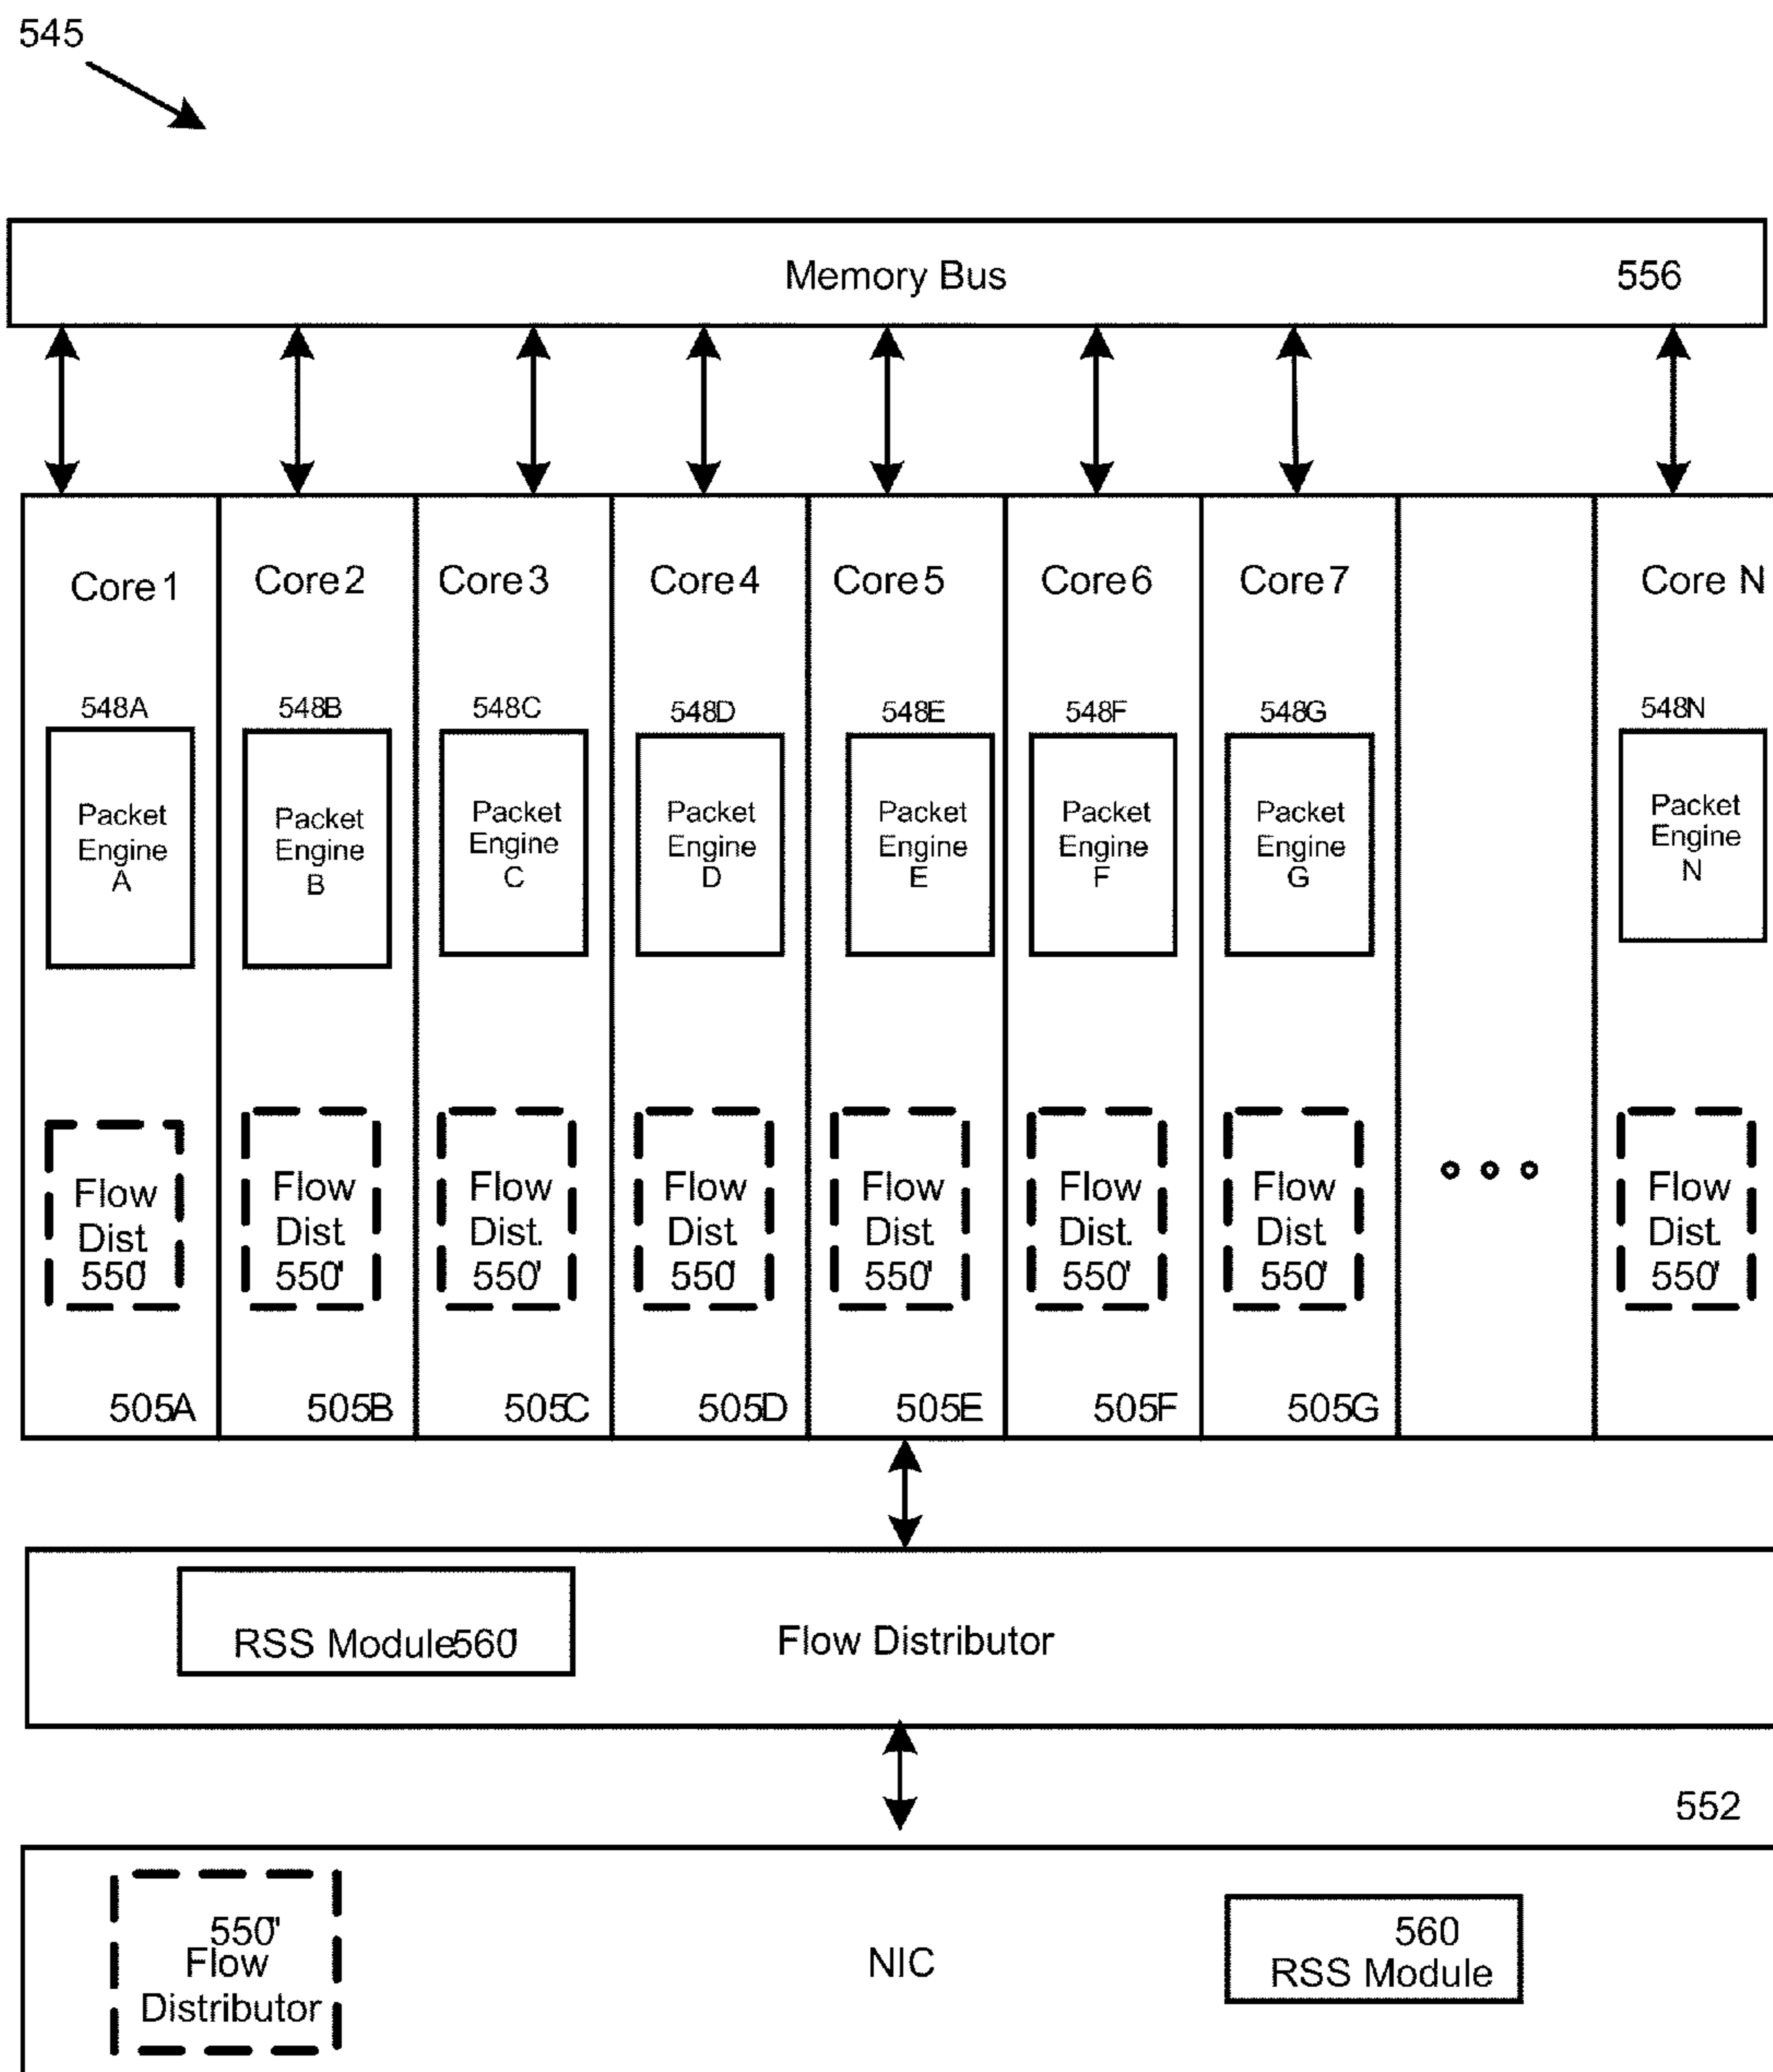 545
Memory Bus 556
Core 1 Core 2 Core 3 Core 4 Core 5 Core 6 Core 7 Core N
548A 548B 548C 548D 548E 548F 548G 548N
Packet Packet Packet Packet Packet Packet Packet Packet
Engine Engine Engine Engine Engine Engine Engine Engine
A B C D E F G N
Flow Flow Flow Flow Flow Flow Flow Flow
Dist. Dist. Dist. Dist. Dist. Dist. Dist. Dist.
550' 550' 550' 550' 550' 550' 550' 550'
505A 505B 505C 505D 505E 505F 505G
RSS Module 560' Flow Distributor
552
550" 560
Flow NIC RSS Module
Distributor